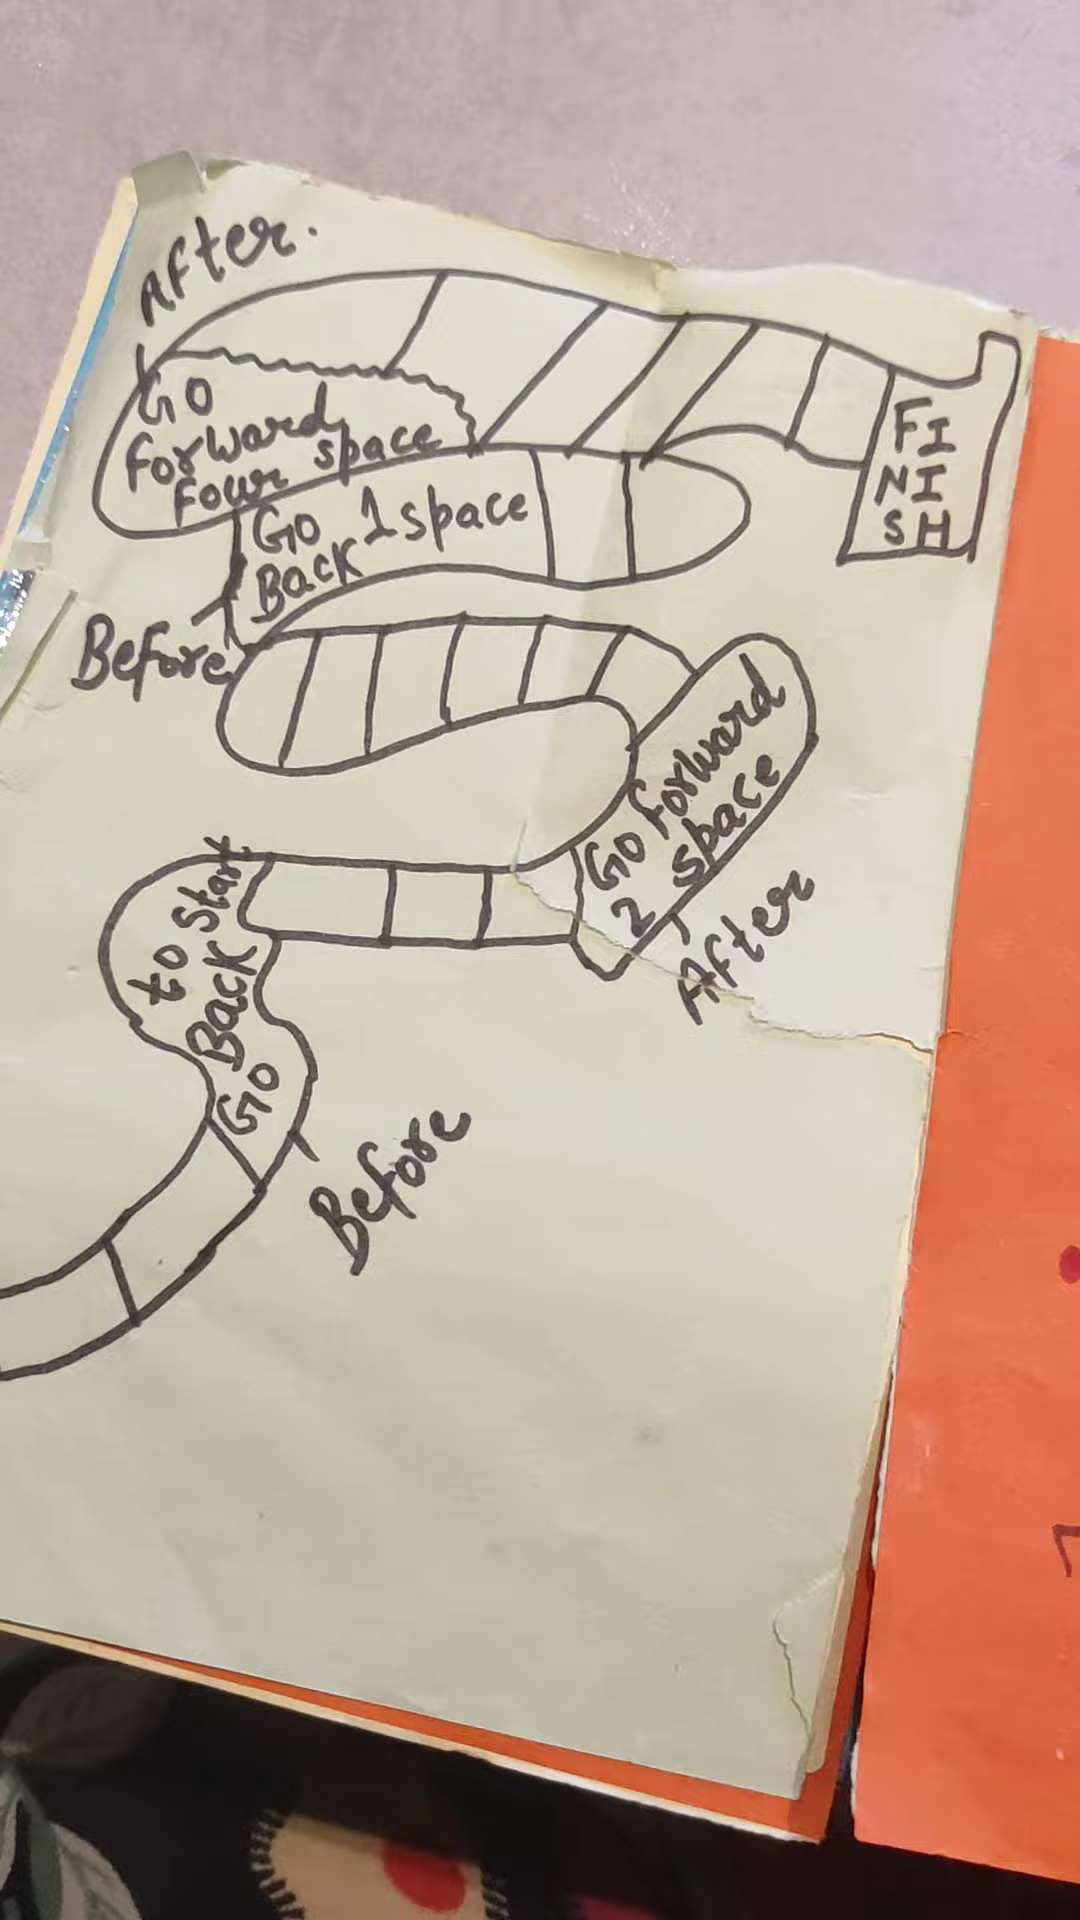 After.
GO
forward
four space
GO
BACK 1 space
FI
NI
SH
Before
GO forward
2 space
After
GO
BACK
to Start
Before